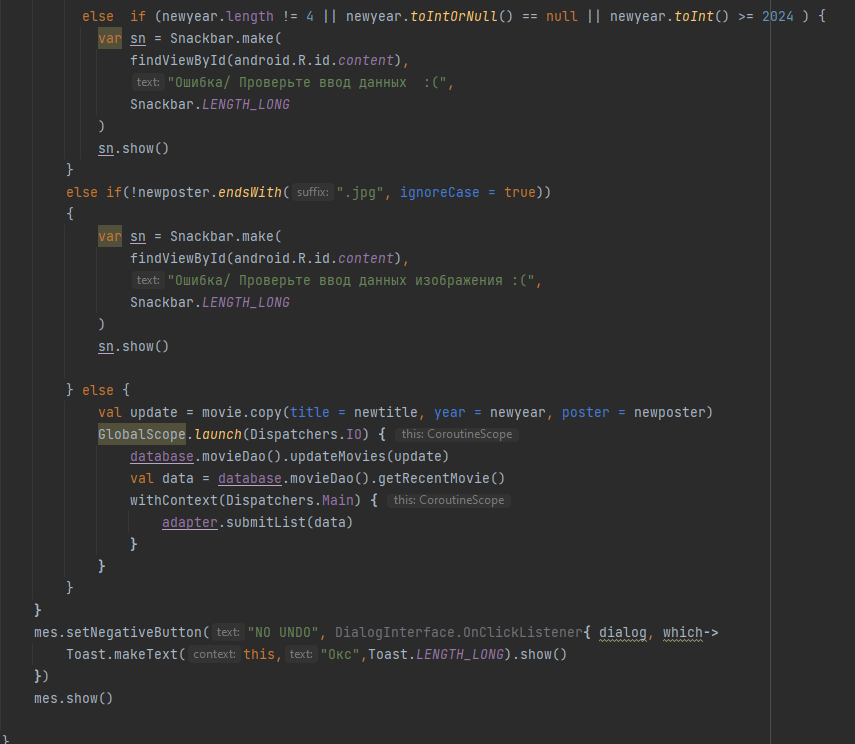 else  if (newyear.length != 4 || newyear.toIntOrNull() == null || newyear.toInt() >= 2024 ) {
var sn = Snackbar.make(
findViewById(android.R.id.content),
text: "Ошибка/ Проверьте ввод данных  :(",
Snackbar.LENGTH_LONG
)
sn.show()
}
else if(!newposter.endsWith( suffix: ".jpg", ignoreCase = true))
{
var sn = Snackbar.make(
findViewById(android.R.id.content),
text: "Ошибка/ Проверьте ввод данных изображения :(",
Snackbar.LENGTH_LONG
)
sn.show()
} else {
val update = movie.copy(title = newtitle, year = newyear, poster = newposter)
GlobalScope.launch(Dispatchers.IO) { this: CoroutineScope
database.movieDao().updateMovies(update)
val data = database.movieDao().getRecentMovie()
withContext(Dispatchers.Main) { this: CoroutineScope
adapter.submitList(data)
}
}
}
}
mes.setNegativeButton( text: "NO UNDO", DialogInterface.OnClickListener{ dialog, which->
Toast.makeText( context: this, text: "Окс",Toast.LENGTH_LONG).show()
})
mes.show()
}